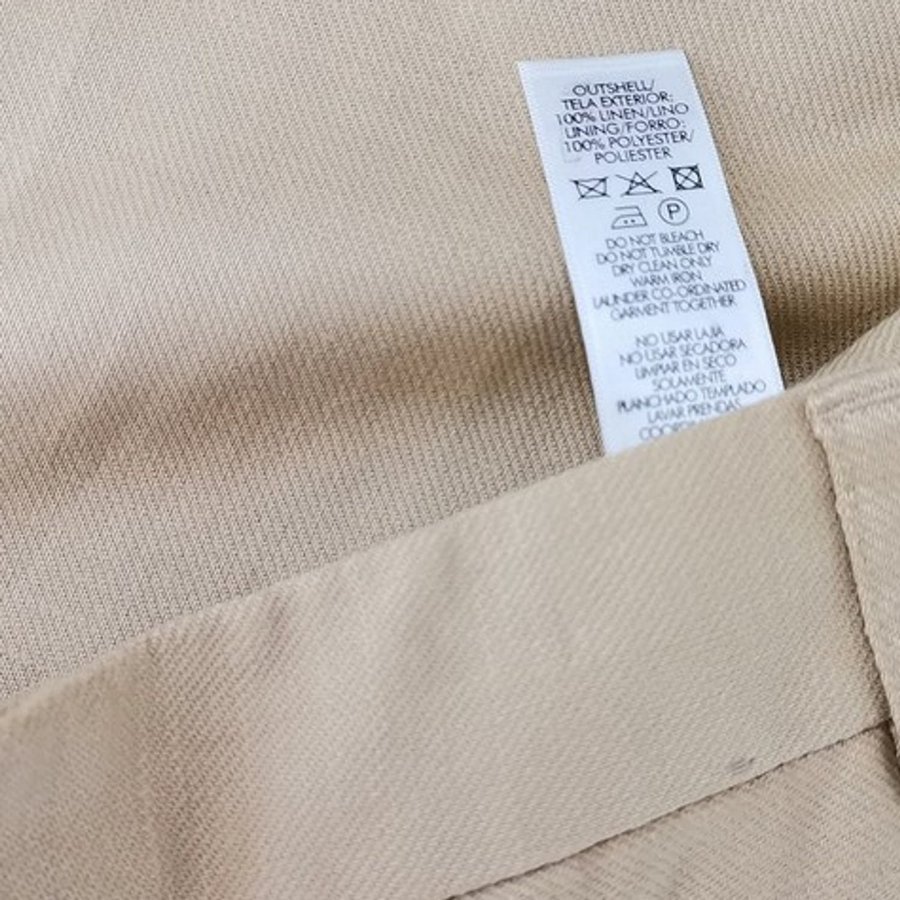 OUTSHELL/
TELA EXTERIOR:
100% LINEN/LINO
LINING/FORRO:
100% POLYESTER/
POLIESTER
P
DO NOT BLEACH
DO NOT TUMBLE DRY
DRY CLEAN ONLY
WARM IRON
LAUNDER CO-ORDINATED
GARMENT TOGETHER
NO USAR LAJIA
NO USAR SECADORA
LIMPIAR EN SECO
SOLAMENTE
PLANCHADO TEMPLADO
LAVAR PRENDAS